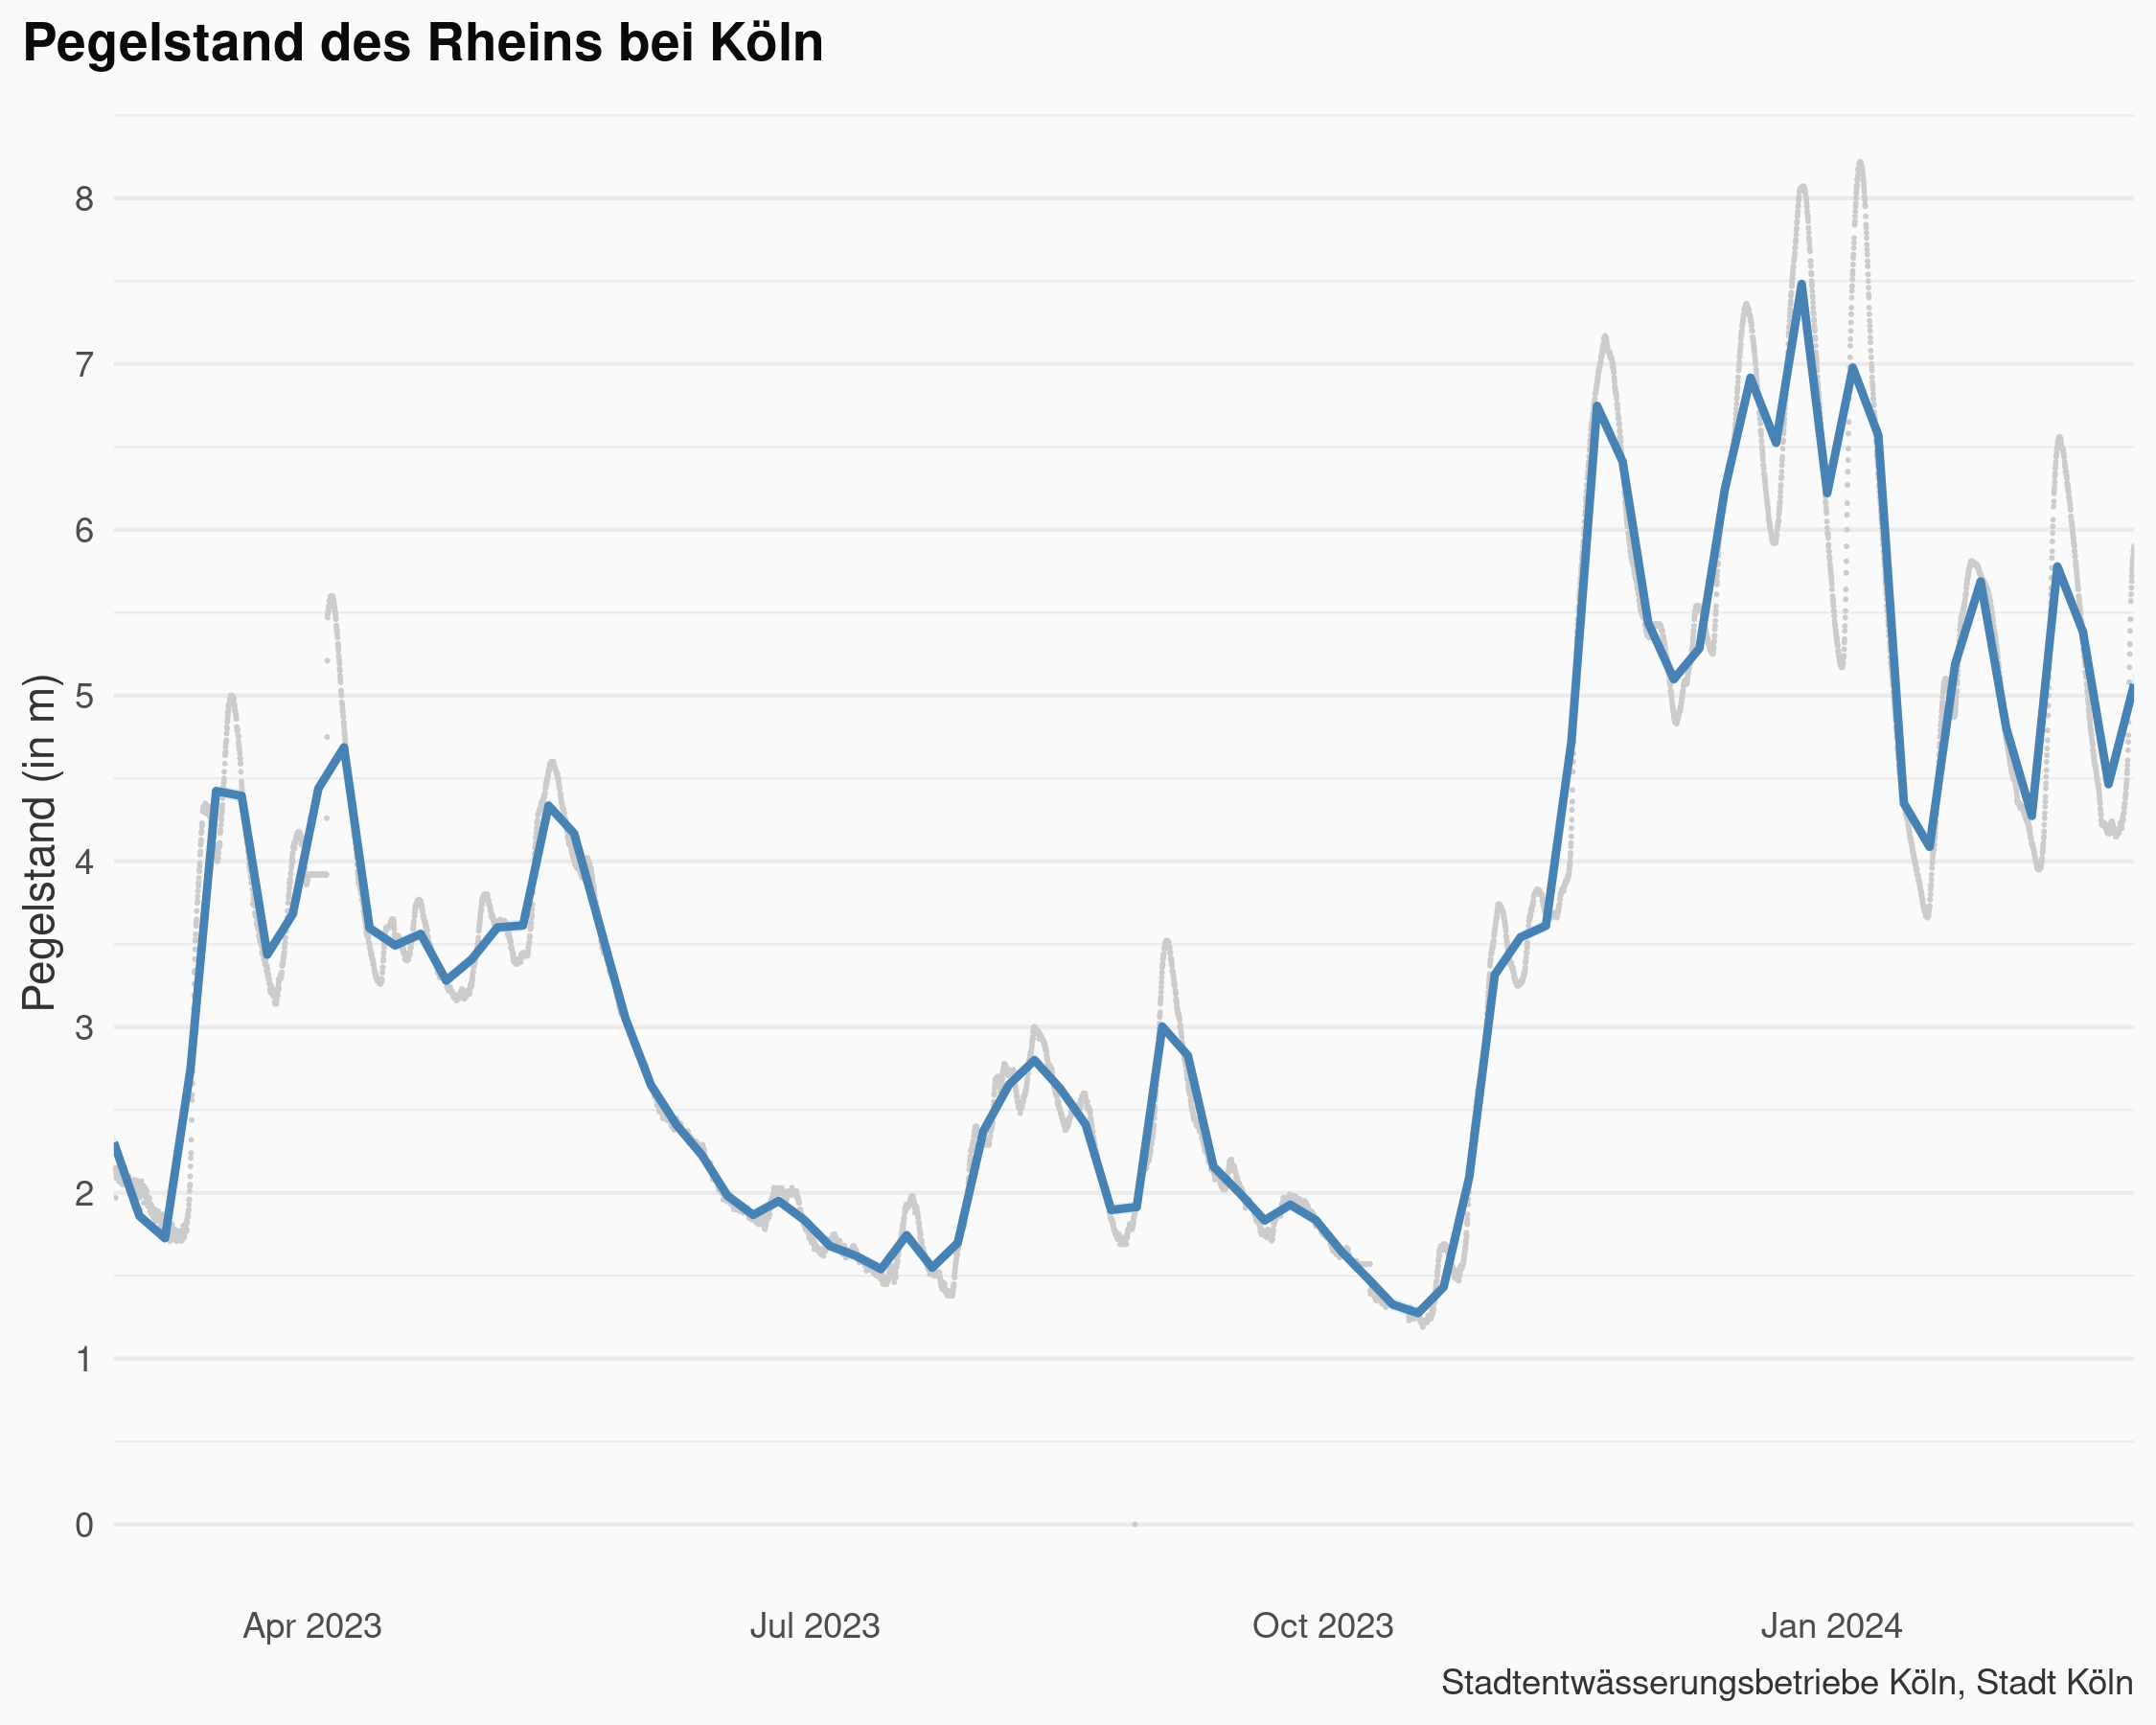 Pegelstand des Rheins bei Köln
Pegelstand (in m)
8
7
6
5
4
3
2
1
0
Apr 2023
Jul 2023
Oct 2023
Jan 2024
Stadtentwässerungsbetriebe Köln, Stadt Köln